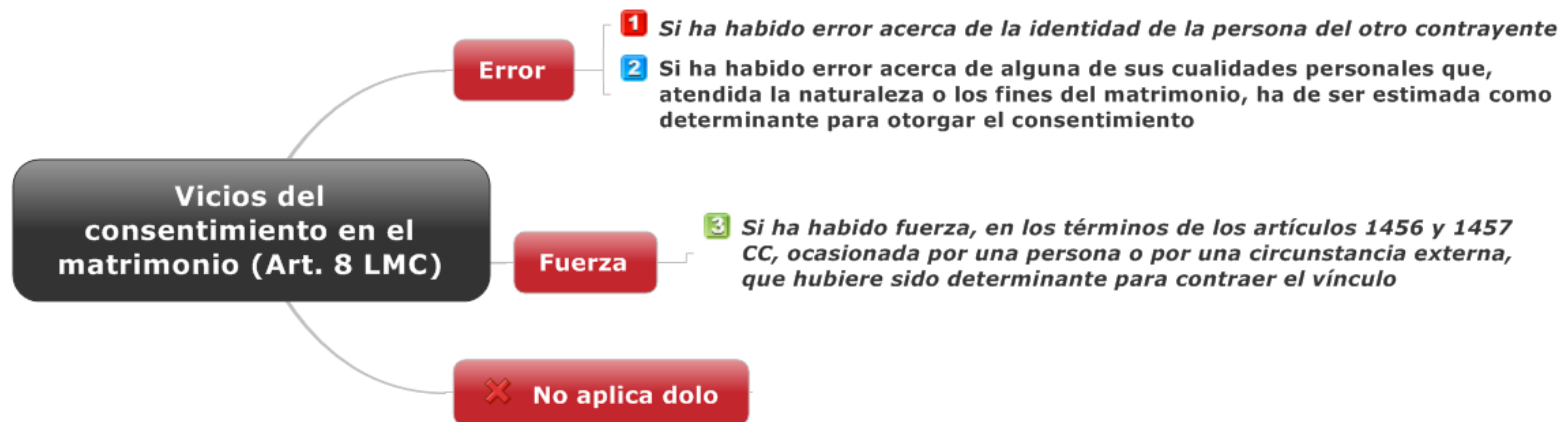 Vicios del
consentimiento en el
matrimonio (Art. 8 LMC)
Error
1 Si ha habido error acerca de la identidad de la persona del otro contrayente
2 Si ha habido error acerca de alguna de sus cualidades personales que,
atendida la naturaleza o los fines del matrimonio, ha de ser estimada como
determinante para otorgar el consentimiento
Fuerza
3 Si ha habido fuerza, en los términos de los artículos 1456 y 1457
CC, ocasionada por una persona o por una circunstancia externa,
que hubiere sido determinante para contraer el vínculo
No aplica dolo